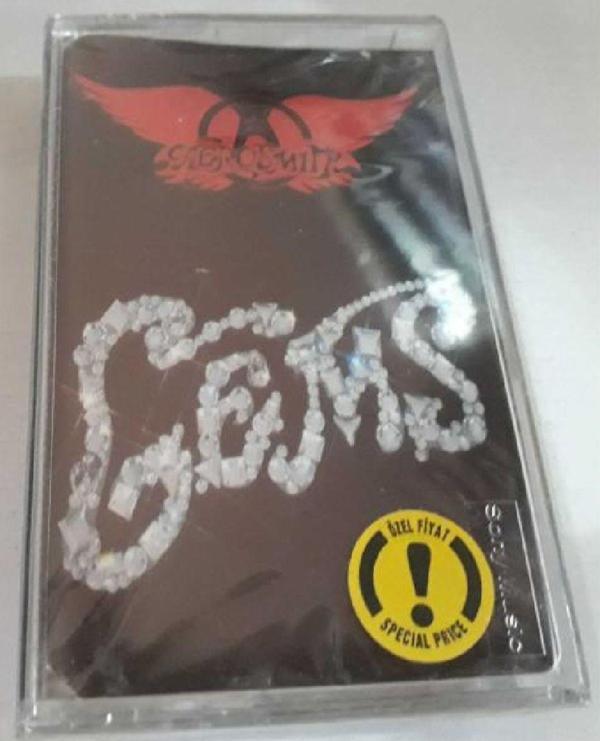 AEROSMITH
GEMS
ÖZEL FİYAT
!
SPECIAL PRICE